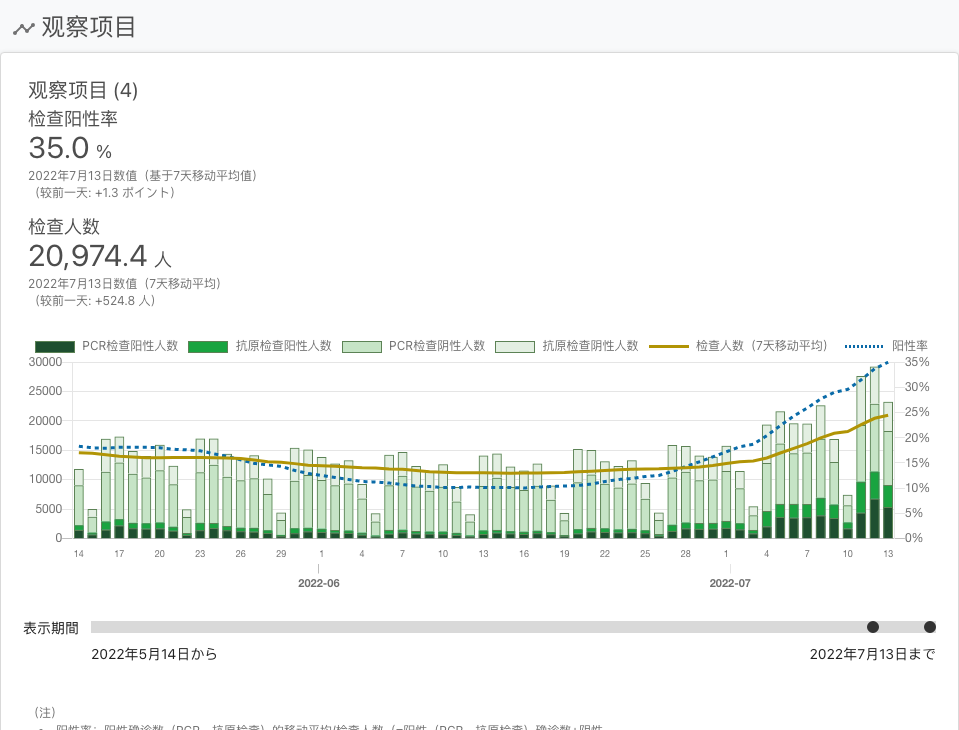 观察项目
观察项目 (4)
检查阳性率
35.0 %
2022年7月13日数值（基于7天移动平均值）
（较前一天: +1.3 ポイント）
检查人数
20,974.4 人
2022年7月13日数值（7天移动平均）
（较前一天: +524.8 人）
PCR检查阳性人数 抗原检查阳性人数 PCR检查阴性人数 抗原检查阴性人数 检查人数（7天移动平均） 阳性率
30000 35%
25000 30%
20000 25%
15000 20%
10000 15%
5000 10%
0 5%
0%
14 17 20 23 26 29 1 4 7 10 13 16 19 22 25 28 1 4 7 10 13
2022-06 2022-07
表示期間
2022年5月14日から 2022年7月13日まで
（注）